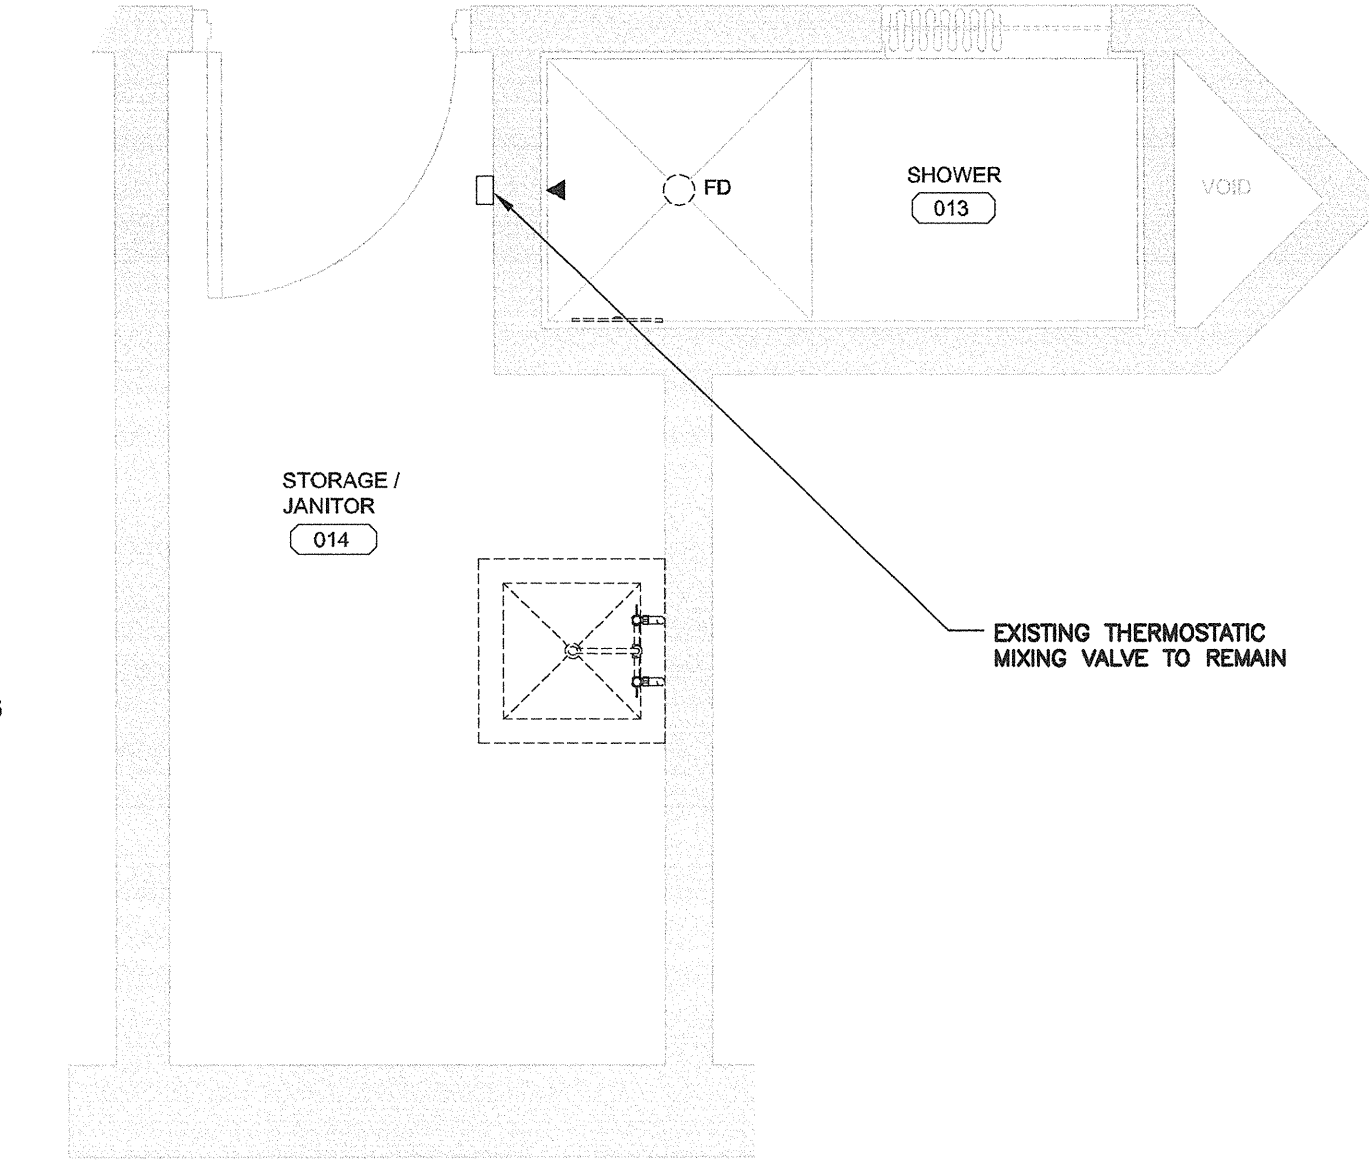 SHOWER
013
FD
VOID
STORAGE /
JANITOR
014
EXISTING THERMOSTATIC
MIXING VALVE TO REMAIN